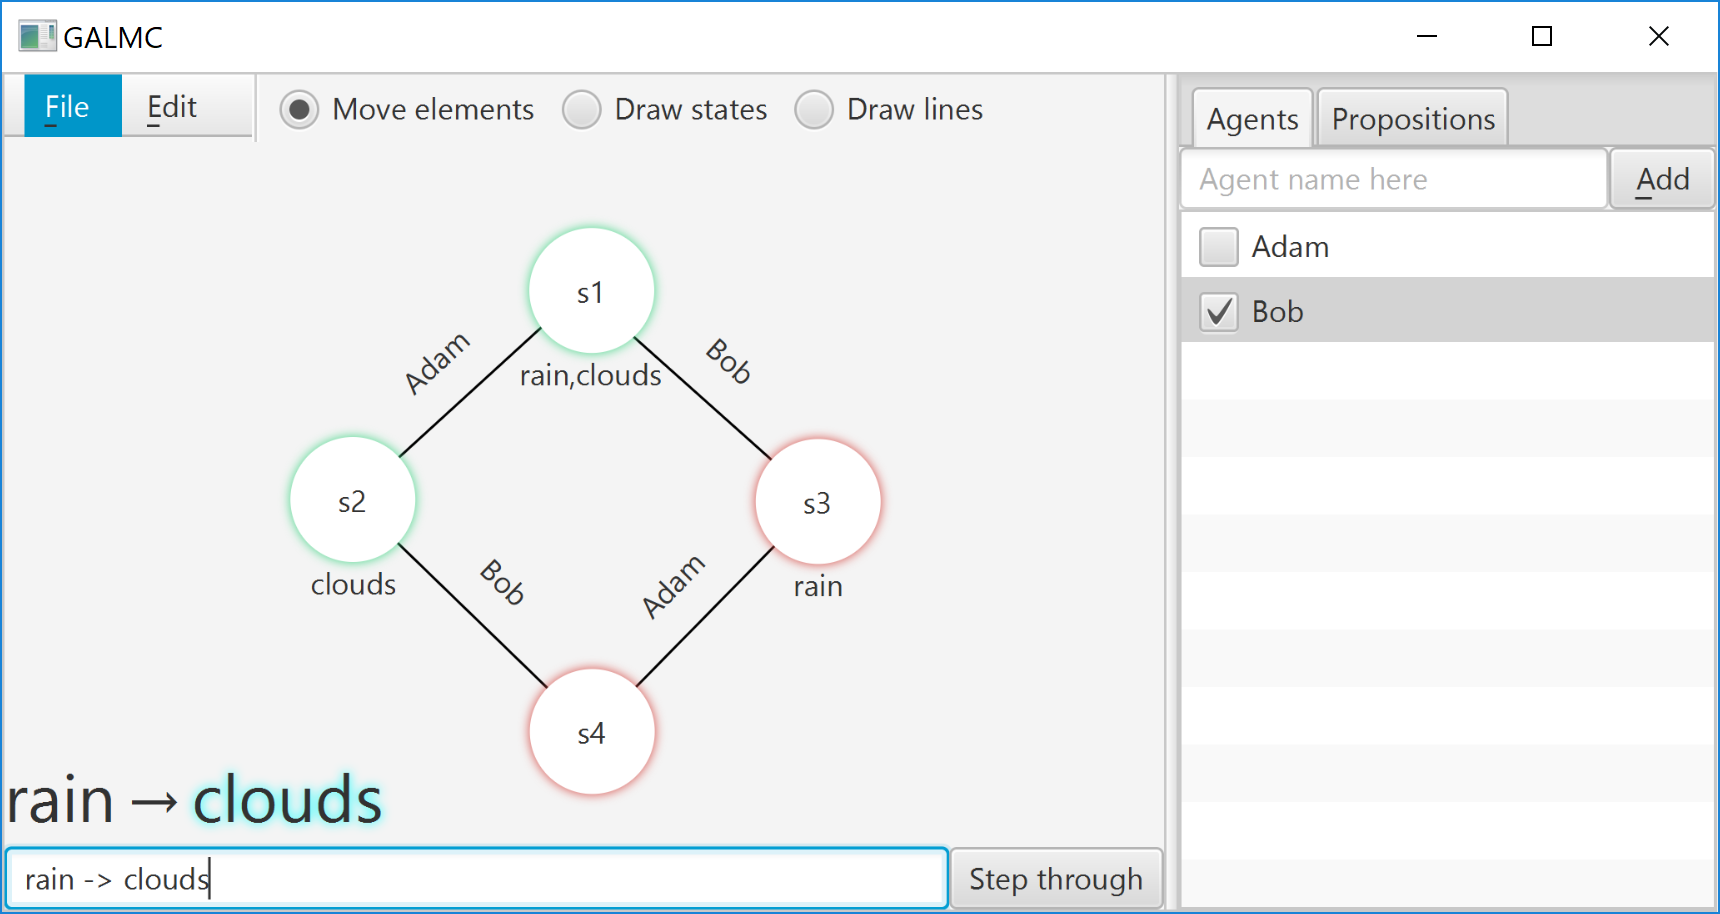 GALMC
File Edit Move elements Draw states Draw lines
Agents Propositions
Agent name here Add
Adam
Bob
s1
rain,clouds
Adam
Bob
s2
clouds
s3
rain
Bob
Adam
s4
rain → clouds
rain -> clouds
Step through